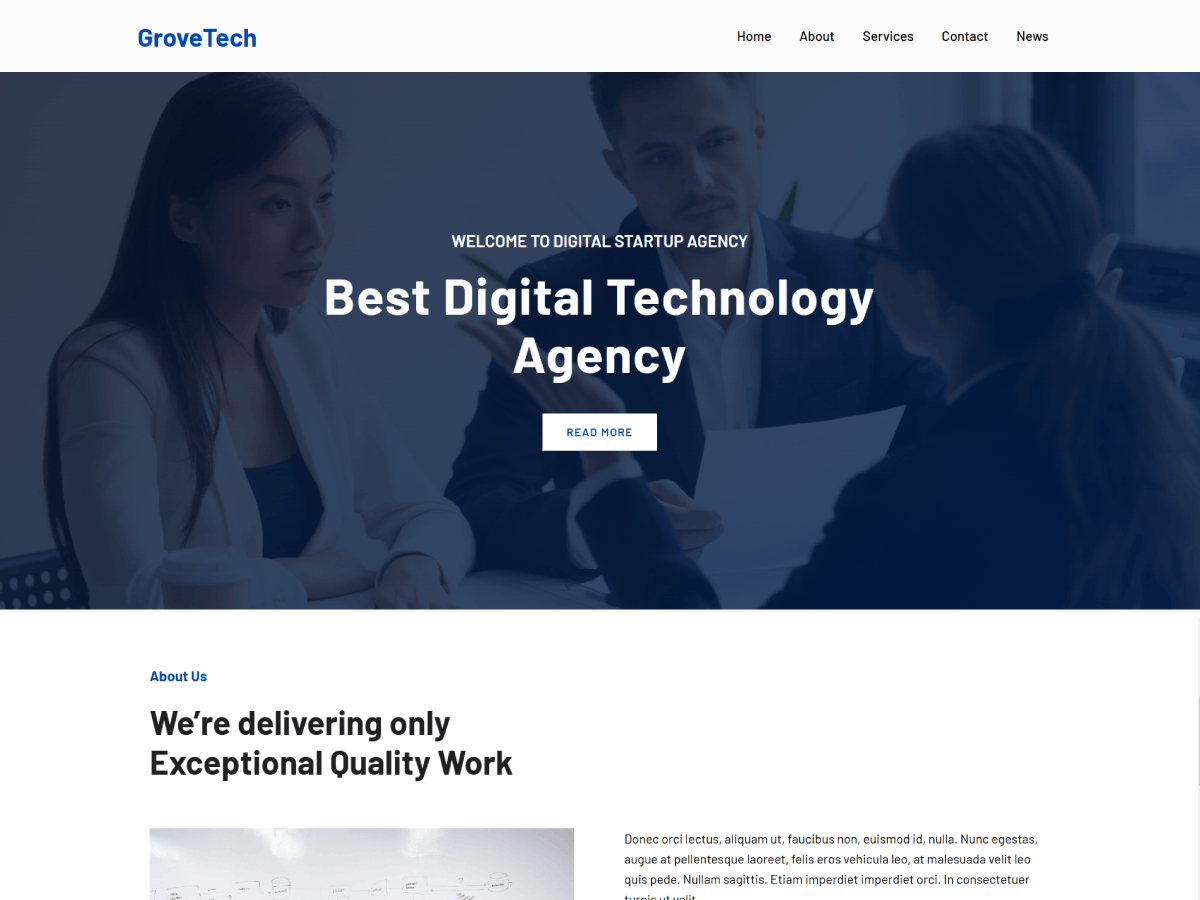 GroveTech
Home About Services Contact News
WELCOME TO DIGITAL STARTUP AGENCY
Best Digital Technology
Agency
READ MORE
About Us
We’re delivering only
Exceptional Quality Work
Donec orci lectus, aliquam ut, faucibus non, euismod id, nulla. Nunc egestas,
augue at pellentesque laoreet, felis eros vehicula leo, at malesuada velit leo
quis pede. Nullam sagittis. Etiam imperdiet imperdiet orci. In consectetuer
turpis ut velit.